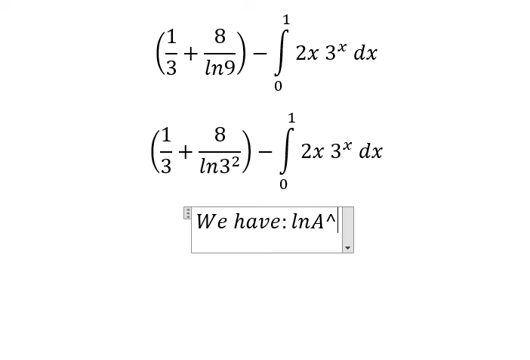 (1/3 + 8/ln9) − ∫₀¹ 2x 3ˣ dx
(1/3 + 8/ln3²) − ∫₀¹ 2x 3ˣ dx
We have: lnA^